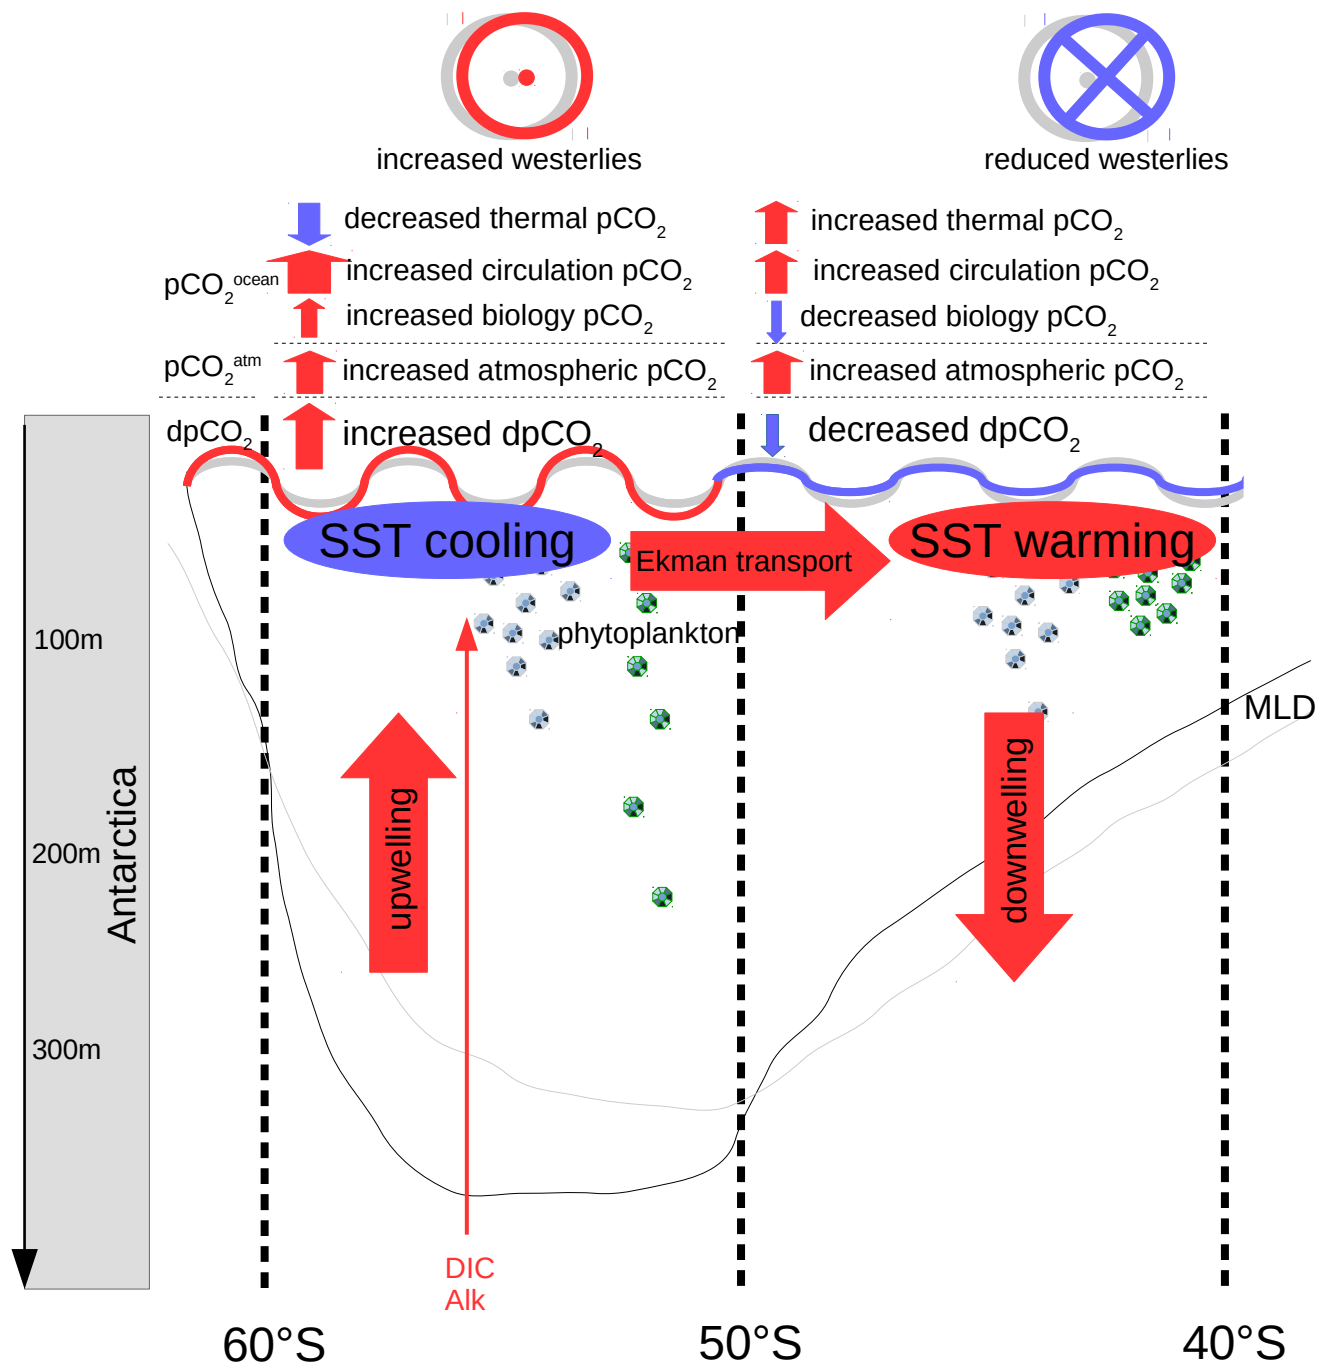 increased westerlies
reduced westerlies
decreased thermal pCO2
increased thermal pCO2
pCO2ocean
increased circulation pCO2
increased circulation pCO2
increased biology pCO2
decreased biology pCO2
pCO2atm
increased atmospheric pCO2
increased atmospheric pCO2
dpCO2
increased dpCO2
decreased dpCO2
SST cooling
Ekman transport
SST warming
phytoplankton
100m
MLD
200m
Antarctica
upwelling
downwelling
300m
DIC
Alk
60°S
50°S
40°S